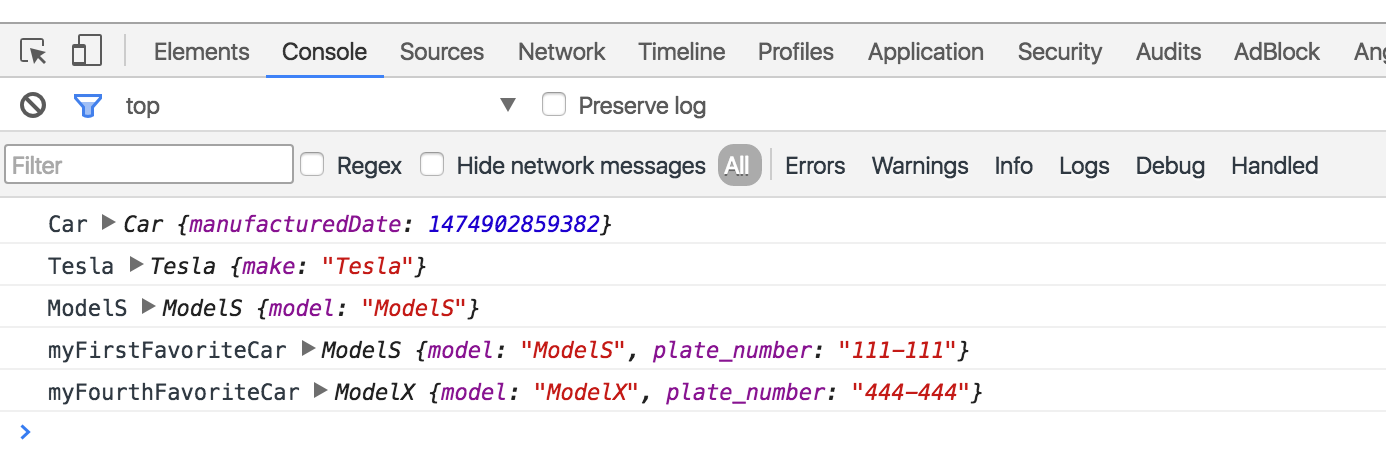 Elements Console Sources Network Timeline Profiles Application Security Audits AdBlock Ang
top ▼ Preserve log
Filter Regex Hide network messages All Errors Warnings Info Logs Debug Handled
Car ▶ Car {manufacturedDate: 1474902859382}
Tesla ▶ Tesla {make: "Tesla"}
ModelS ▶ ModelS {model: "ModelS"}
myFirstFavoriteCar ▶ ModelS {model: "ModelS", plate_number: "111-111"}
myFourthFavoriteCar ▶ ModelX {model: "ModelX", plate_number: "444-444"}
>